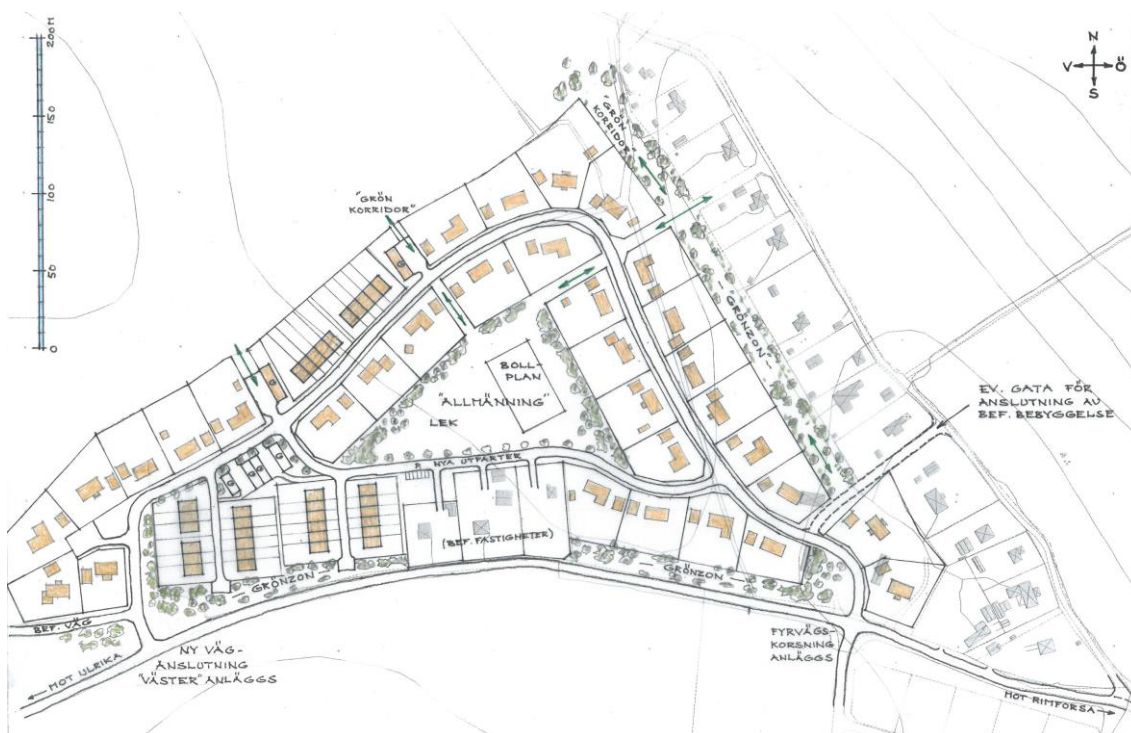 200M
150
100
50
0
N
V Ö
S
"GRÖN
KORRIDOR"
"GRÖN
KORRIDOR"
GRÖNZON
BOLL-
PLAN
"ALLMÄNNING"
LEK
P NYA UTFARTER
(BEF. FASTIGHETER)
EV. GATA FÖR
ANSLUTNING AV
BEF. BEBYGGELSE
GRÖNZON
GRÖNZON
BEF. VÄG
MOT ULRIKA
NY VÄG-
ANSLUTNING
"VÄSTER" ANLÄGGS
FYRVÄGS-
KORSNING
ANLÄGGS
MOT RIMFORSA
G
G
G
G
G
G